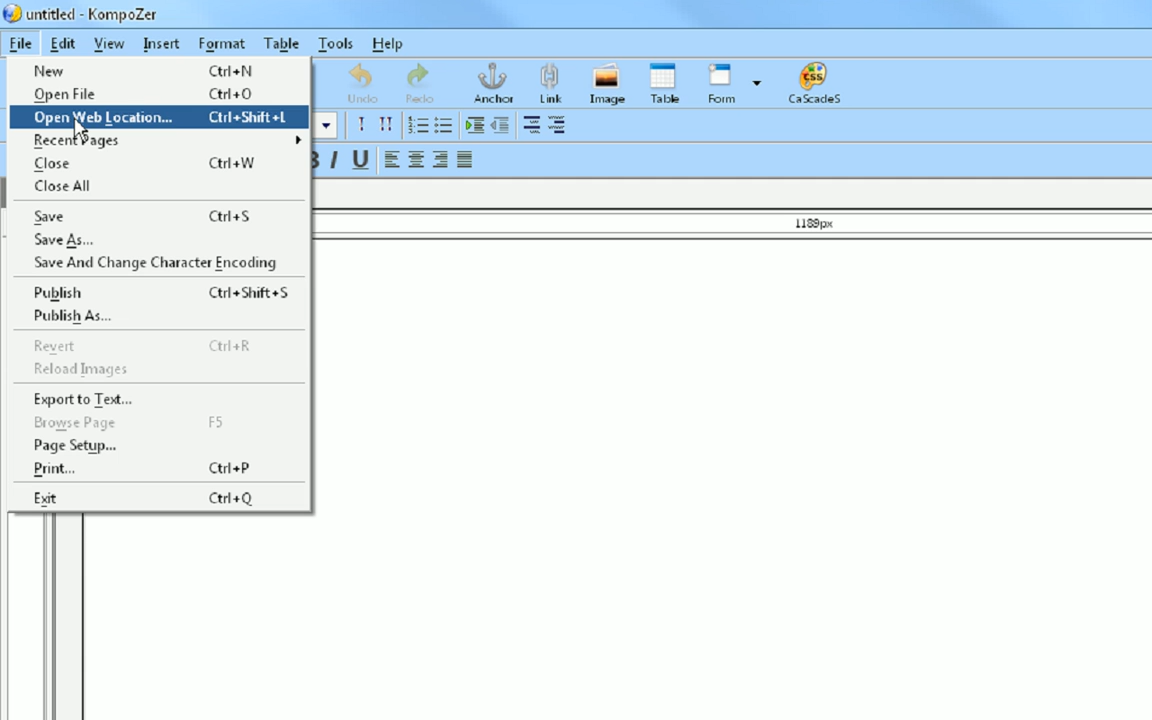 untitled - KompoZer
File Edit View Insert Format Table Tools Help
New Ctrl+N
Open File Ctrl+O
Open Web Location... Ctrl+Shift+L
Recent Pages
Close Ctrl+W
Close All
Save Ctrl+S
Save As...
Save And Change Character Encoding
Publish Ctrl+Shift+S
Publish As...
Revert Ctrl+R
Reload Images
Export to Text...
Browse Page F5
Page Setup...
Print... Ctrl+P
Exit Ctrl+Q
Undo Redo Anchor Link Image Table Form CaScadeS
CSS
! !!
B I U
1189px